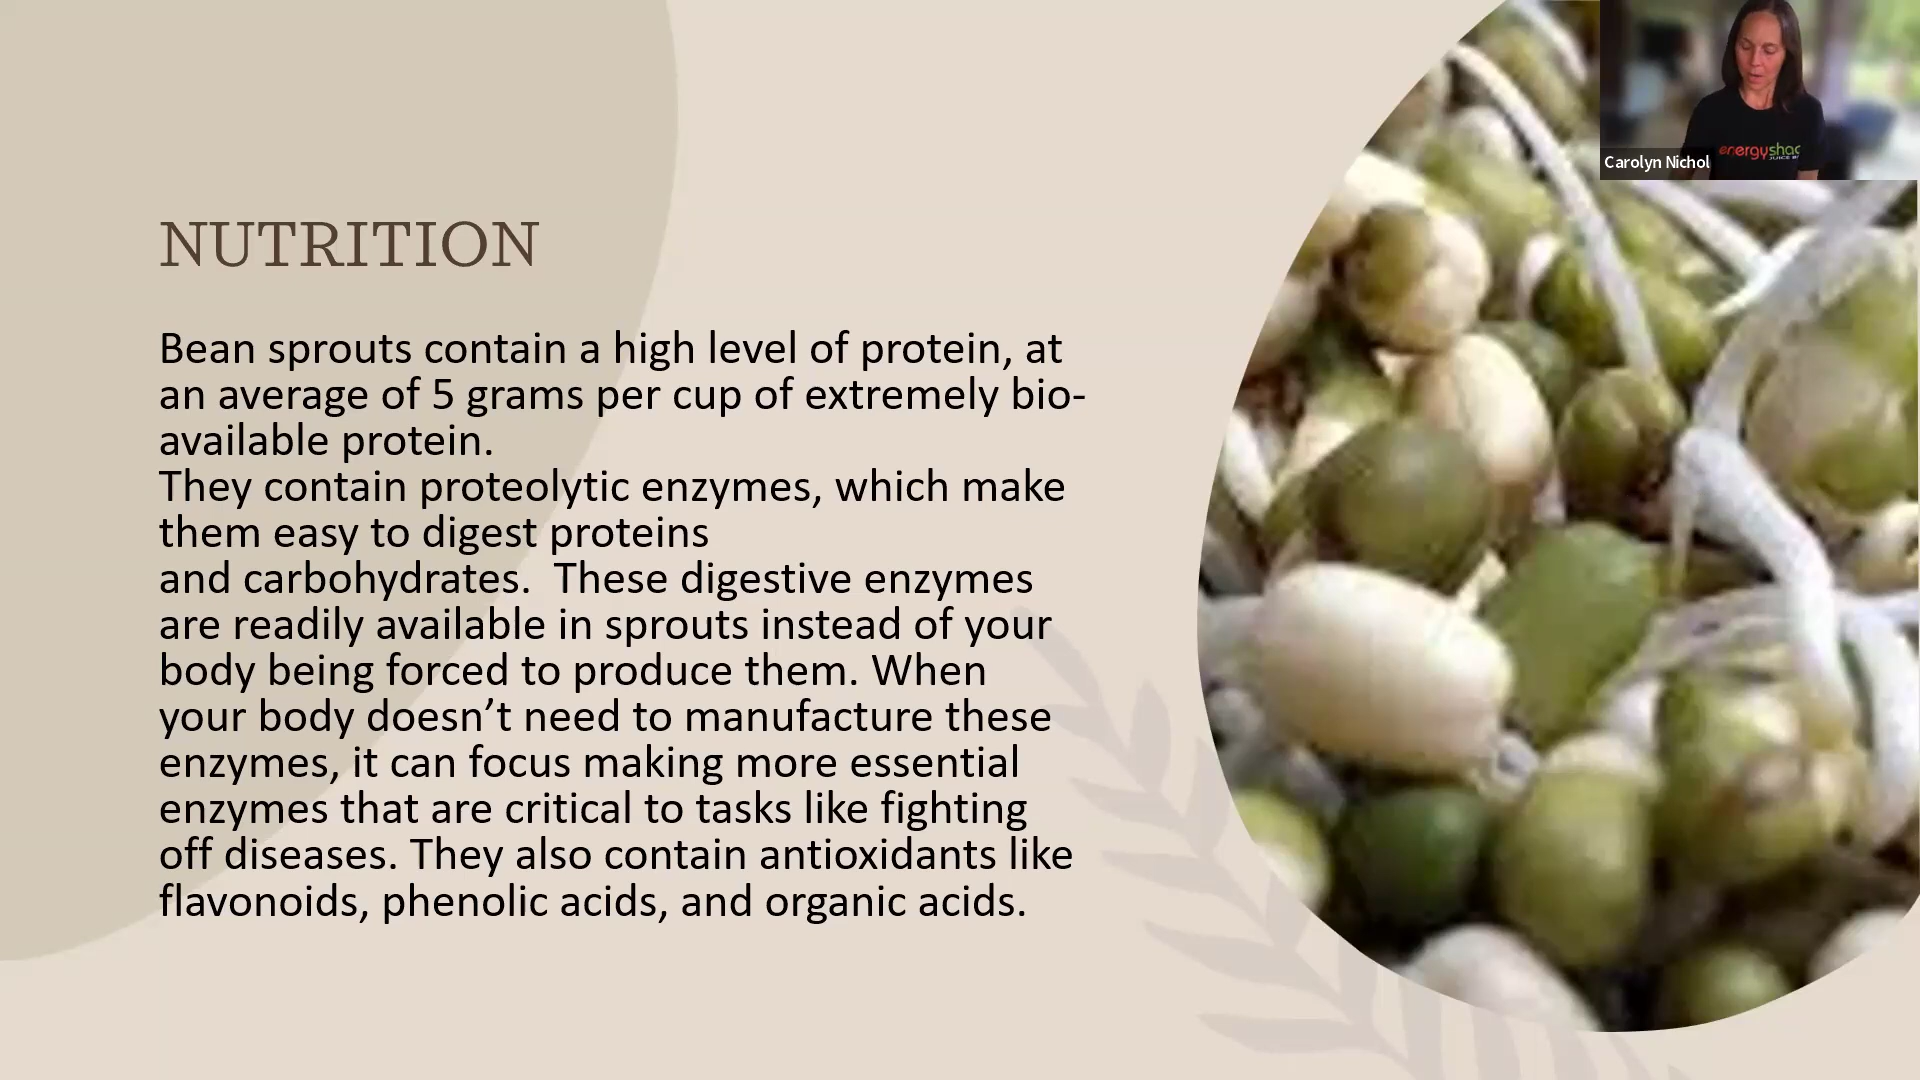 NUTRITION
Bean sprouts contain a high level of protein, at
an average of 5 grams per cup of extremely bio-
available protein.
They contain proteolytic enzymes, which make
them easy to digest proteins
and carbohydrates.  These digestive enzymes
are readily available in sprouts instead of your
body being forced to produce them. When
your body doesn’t need to manufacture these
enzymes, it can focus making more essential
enzymes that are critical to tasks like fighting
off diseases. They also contain antioxidants like
flavonoids, phenolic acids, and organic acids.
energyshac
JUICE
Carolyn Nichol